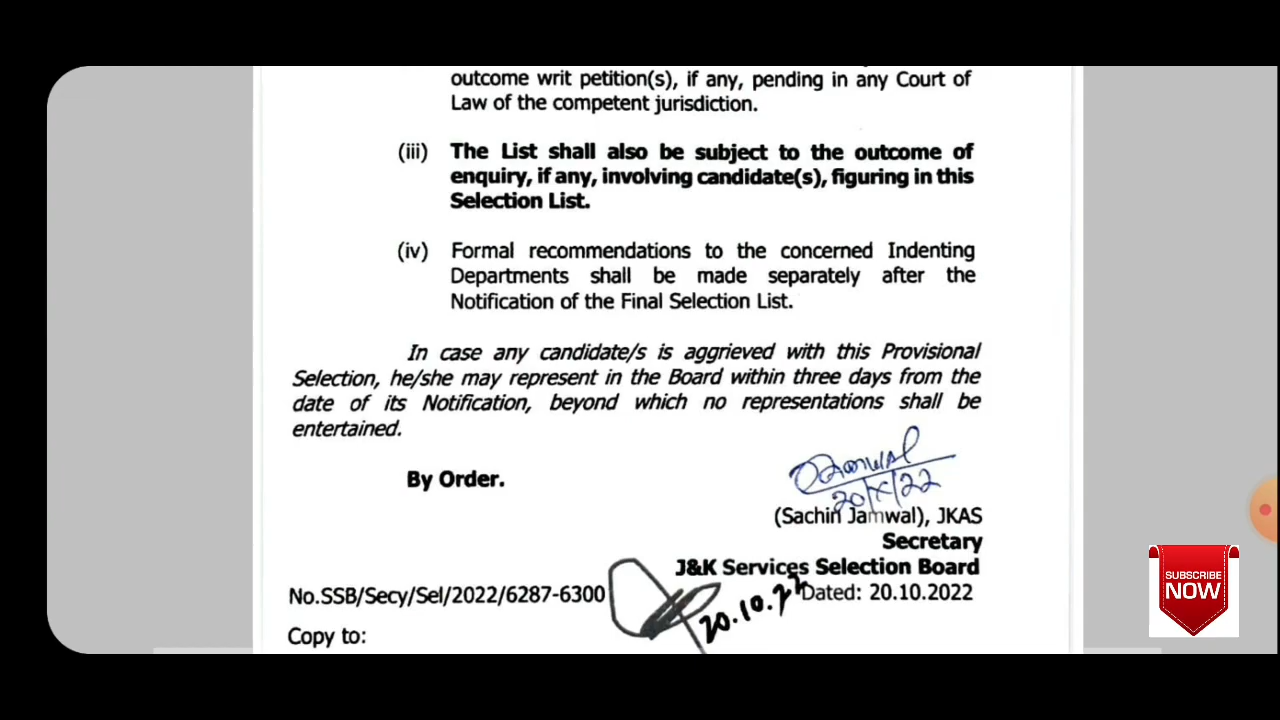 outcome writ petition(s), if any, pending in any Court of
Law of the competent jurisdiction.
(iii) The List shall also be subject to the outcome of
enquiry, if any, involving candidate(s), figuring in this
Selection List.
(iv) Formal recommendations to the concerned Indenting
Departments shall be made separately after the
Notification of the Final Selection List.
In case any candidate/s is aggrieved with this Provisional
Selection, he/she may represent in the Board within three days from the
date of its Notification, beyond which no representations shall be
entertained.
By Order.
20/X/22
(Sachin Jamwal), JKAS
Secretary
J&K Services Selection Board
No.SSB/Secy/Sel/2022/6287-6300
20.10.22
Dated: 20.10.2022
Copy to:
SUBSCRIBE
NOW